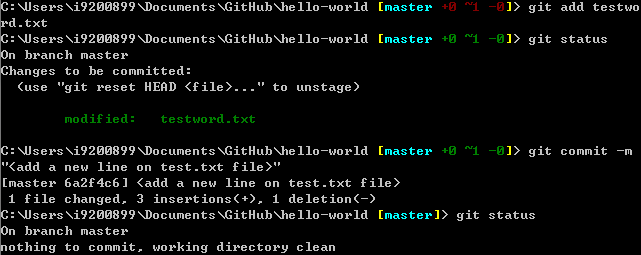 C:\Users\i9200899\Documents\GitHub\hello-world [master +0 ~1 -0]> git add testwo
rd.txt
C:\Users\i9200899\Documents\GitHub\hello-world [master +0 ~1 -0]> git status
On branch master
Changes to be committed:
  (use "git reset HEAD <file>..." to unstage)
        modified:   testword.txt
C:\Users\i9200899\Documents\GitHub\hello-world [master +0 ~1 -0]> git commit -m
"<add a new line on test.txt file>"
[master 6a2f4c6] <add a new line on test.txt file>
 1 file changed, 3 insertions(+), 1 deletion(-)
C:\Users\i9200899\Documents\GitHub\hello-world [master]> git status
On branch master
nothing to commit, working directory clean